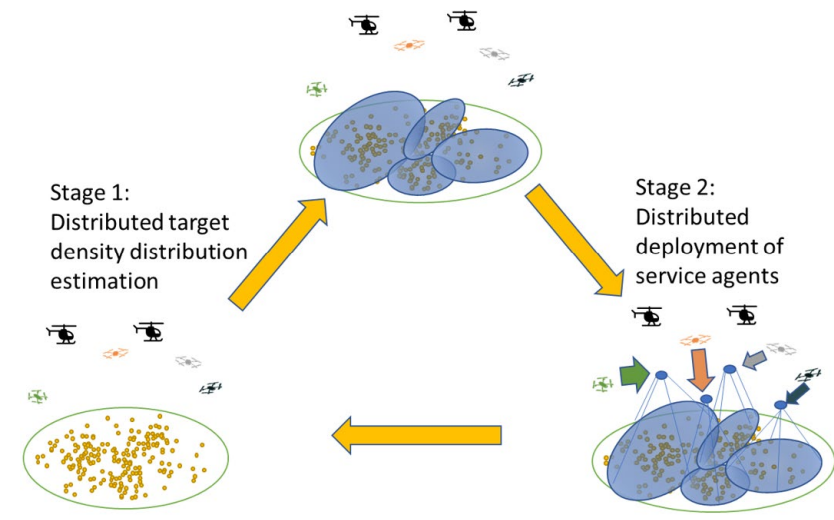 Stage 1:
Distributed target
density distribution
estimation
Stage 2:
Distributed
deployment of
service agents